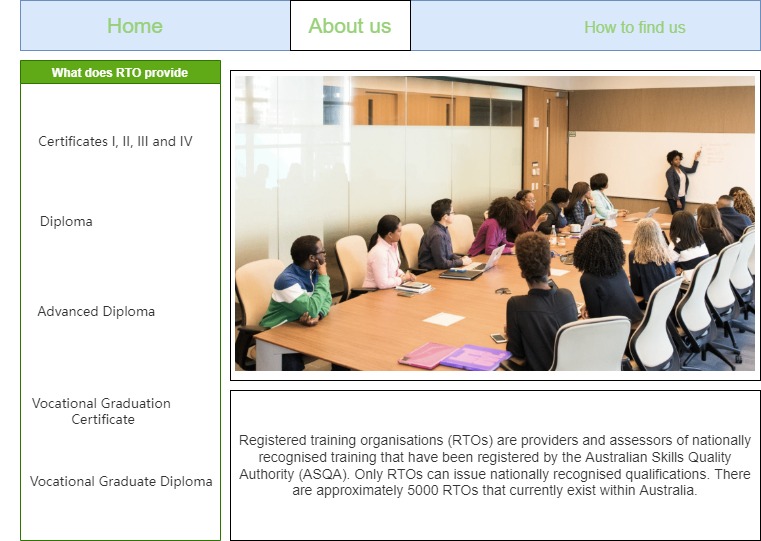 Home
About us
How to find us
What does RTO provide
Certificates I, II, III and IV
Diploma
Advanced Diploma
Vocational Graduation
Certificate
Vocational Graduate Diploma
Registered training organisations (RTOs) are providers and assessors of nationally
recognised training that have been registered by the Australian Skills Quality
Authority (ASQA). Only RTOs can issue nationally recognised qualifications. There
are approximately 5000 RTOs that currently exist within Australia.